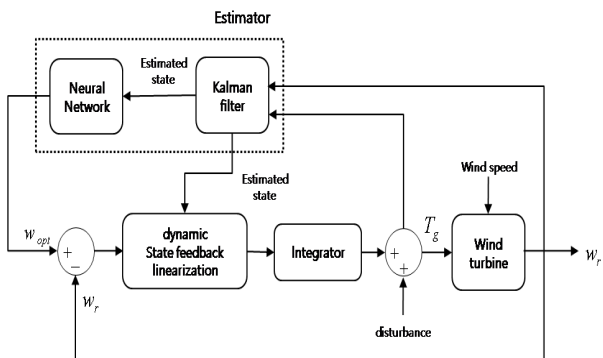 Estimator
Estimated
state
Neural
Network
Kalman
filter
Estimated
state
Wind speed
w_opt
+
−
dynamic
State feedback
linearization
Integrator
+
+
T_g
Wind
turbine
w_r
w_r
disturbance